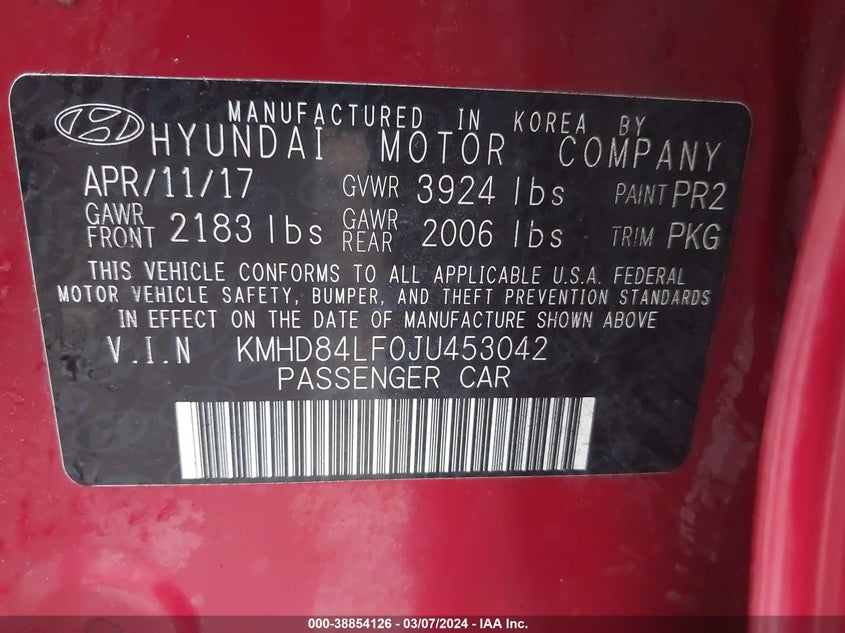 MANUFACTURED IN KOREA BY
HYUNDAI MOTOR COMPANY
APR/11/17 GVWR 3924 lbs PAINT PR2
GAWR FRONT 2183 lbs GAWR REAR 2006 lbs TRIM PKG
THIS VEHICLE CONFORMS TO ALL APPLICABLE U.S.A. FEDERAL
MOTOR VEHICLE SAFETY, BUMPER, AND THEFT PREVENTION STANDARDS
IN EFFECT ON THE DATE OF MANUFACTURE SHOWN ABOVE
V.I.N KMHD84LF0JU453042
PASSENGER CAR
000-38854126 - 03/07/2024 - IAA Inc.